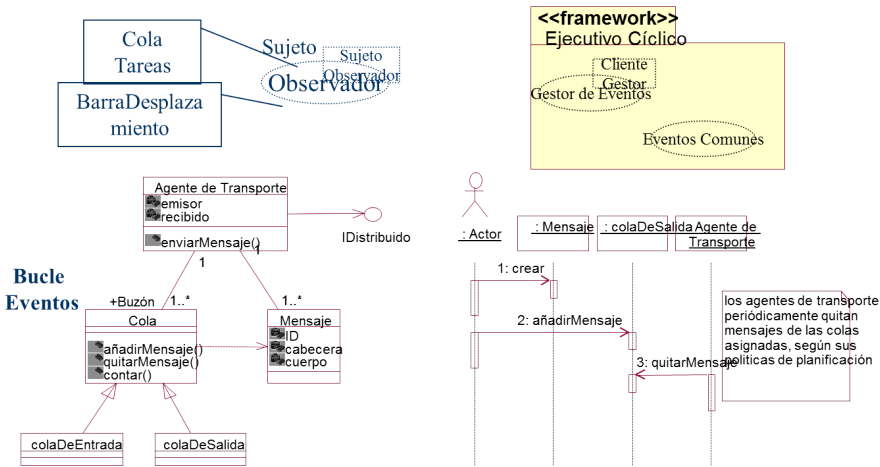 Cola
Tareas
BarraDesplaza
miento
Sujeto
Observador
Sujeto
Observador
<<framework>>
Ejecutivo Cíclico
Cliente
Gestor
Gestor de Eventos
Eventos Comunes
Agente de Transporte
emisor
recibido
enviarMensaje()
IDistribuido
1
1
Bucle
Eventos
+Buzón
1..*
1..*
Cola
añadirMensaje()
quitarMensaje()
contar()
Mensaje
ID
cabecera
cuerpo
colaDeEntrada
colaDeSalida
: Actor
: Mensaje
: colaDeSalida
Agente de
Transporte
1: crear
2: añadirMensaje
3: quitarMensaje
los agentes de transporte
periódicamente quitan
mensajes de las colas
asignadas, según sus
politicas de planificación